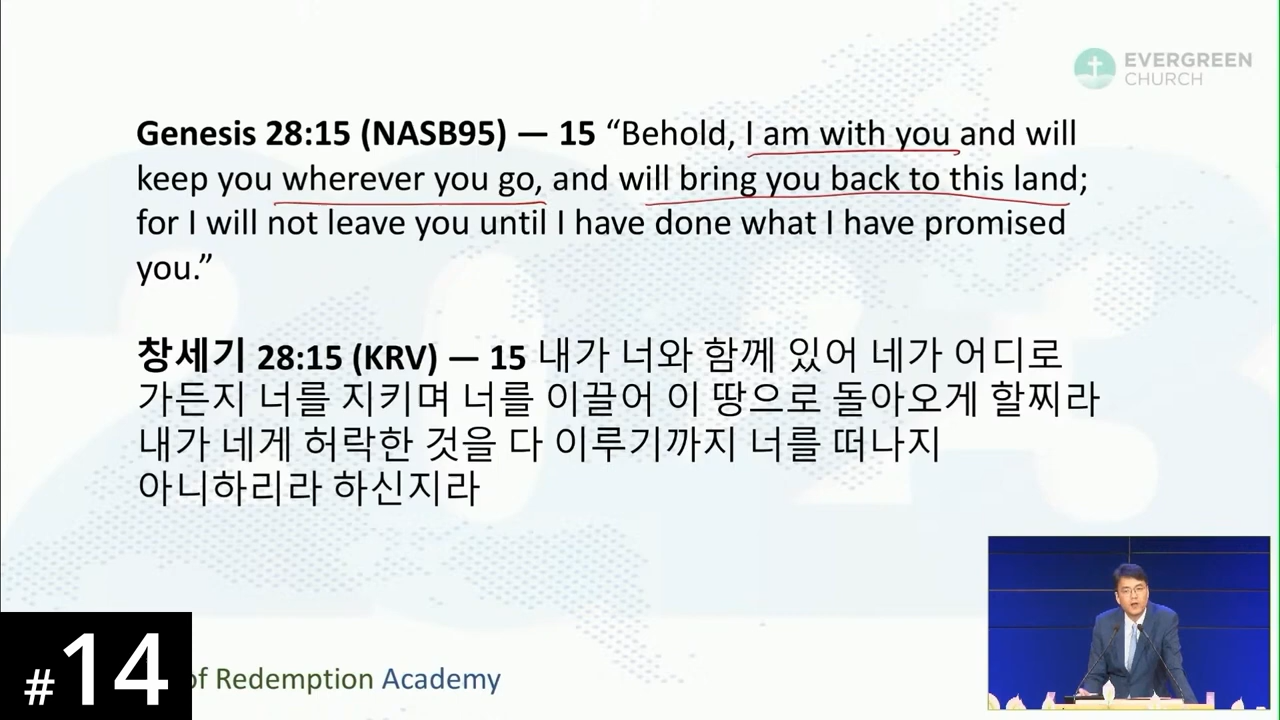 EVERGREEN
CHURCH
Genesis 28:15 (NASB95) — 15 “Behold, I am with you and will
keep you wherever you go, and will bring you back to this land;
for I will not leave you until I have done what I have promised
you.”
창세기 28:15 (KRV) — 15 내가 너와 함께 있어 네가 어디로
가든지 너를 지키며 너를 이끌어 이 땅으로 돌아오게 할찌라
내가 네게 허락한 것을 다 이루기까지 너를 떠나지
아니하리라 하신지라
#14
of Redemption Academy